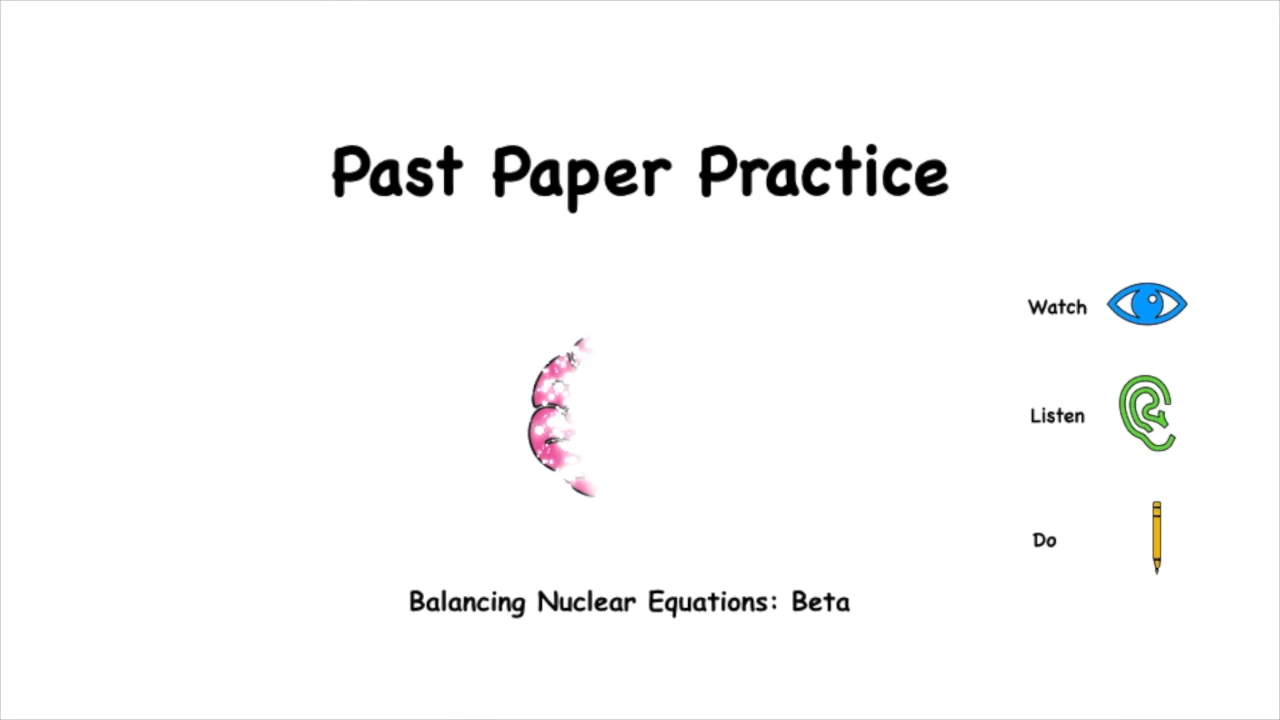 Past Paper Practice
Watch
Listen
Do
Balancing Nuclear Equations: Beta